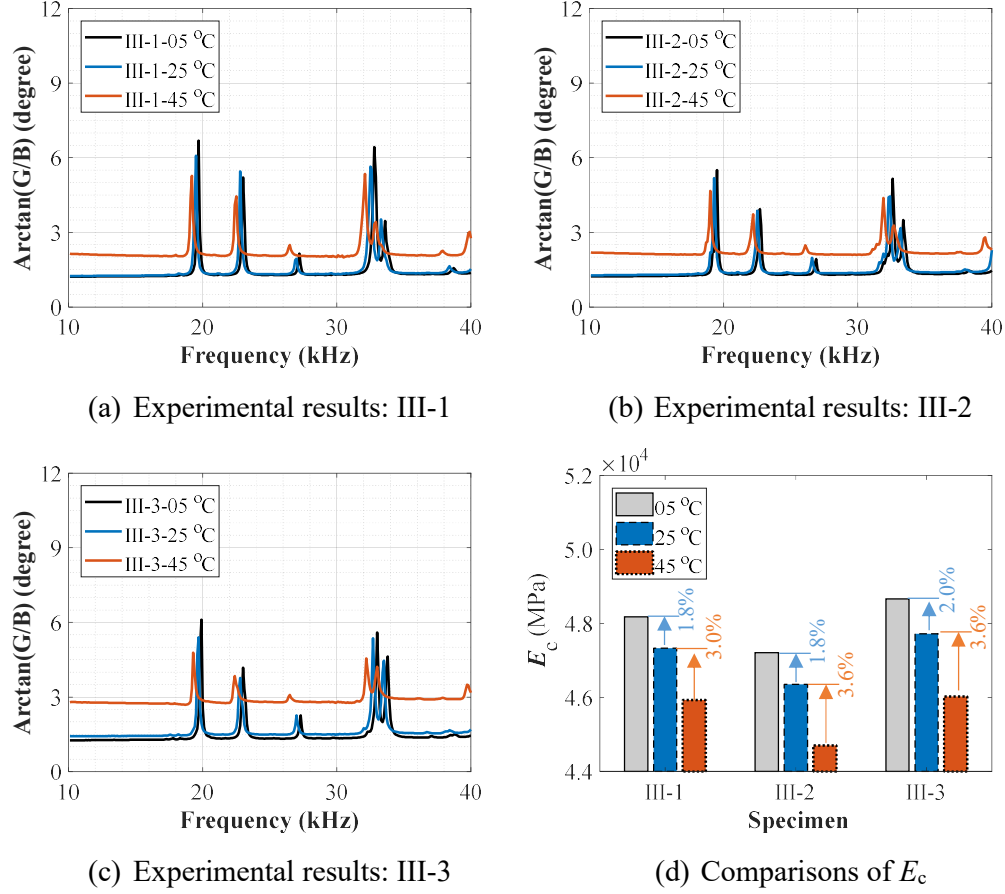 12
9
6
3
0
Arctan(G/B) (degree)
III-1-05 °C
III-1-25 °C
III-1-45 °C
10 20 30 40
Frequency (kHz)
(a) Experimental results: III-1
12
9
6
3
0
Arctan(G/B) (degree)
III-2-05 °C
III-2-25 °C
III-2-45 °C
10 20 30 40
Frequency (kHz)
(b) Experimental results: III-2
12
9
6
3
0
Arctan(G/B) (degree)
III-3-05 °C
III-3-25 °C
III-3-45 °C
10 20 30 40
Frequency (kHz)
(c) Experimental results: III-3
×10⁴
5.2
5.0
4.8
4.6
4.4
E_c (MPa)
05 °C
25 °C
45 °C
1.8%
3.0%
1.8%
3.6%
2.0%
3.6%
III-1 III-2 III-3
Specimen
(d) Comparisons of E_c